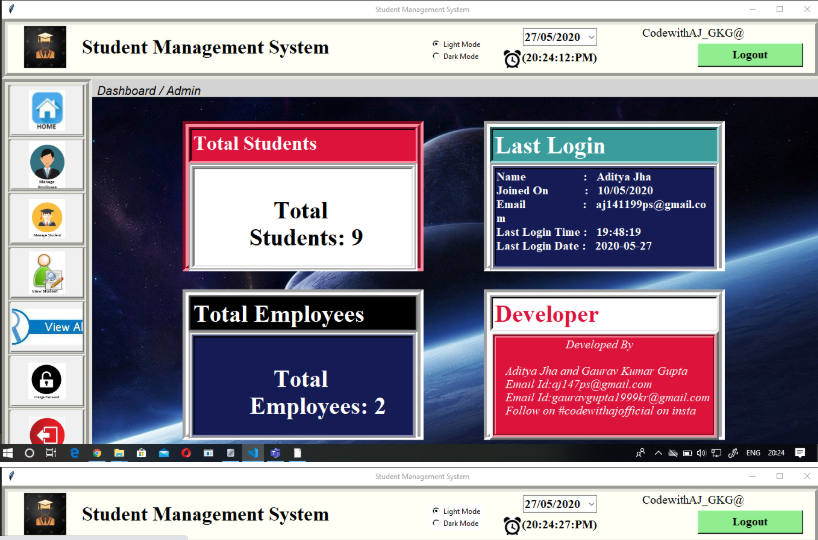 Student Management System
Student Management System
Light Mode
Dark Mode
27/05/2020
(20:24:12:PM)
CodewithAJ_GKG@
Logout
Dashboard / Admin
HOME
Manage
Manage Student
View Student
View Al
Change Password
Total Students
Total
Students: 9
Last Login
Name : Aditya Jha
Joined On : 10/05/2020
Email : aj141199ps@gmail.co
m
Last Login Time : 19:48:19
Last Login Date : 2020-05-27
Total Employees
Total
Employees: 2
Developer
Developed By
Aditya Jha and Gaurav Kumar Gupta
Email Id:aj147ps@gmail.com
Email Id:gauravgupta1999kr@gmail.com
Follow on #codewithajofficial on insta
ENG 20:24
Student Management System
Student Management System
Light Mode
Dark Mode
27/05/2020
(20:24:27:PM)
CodewithAJ_GKG@
Logout